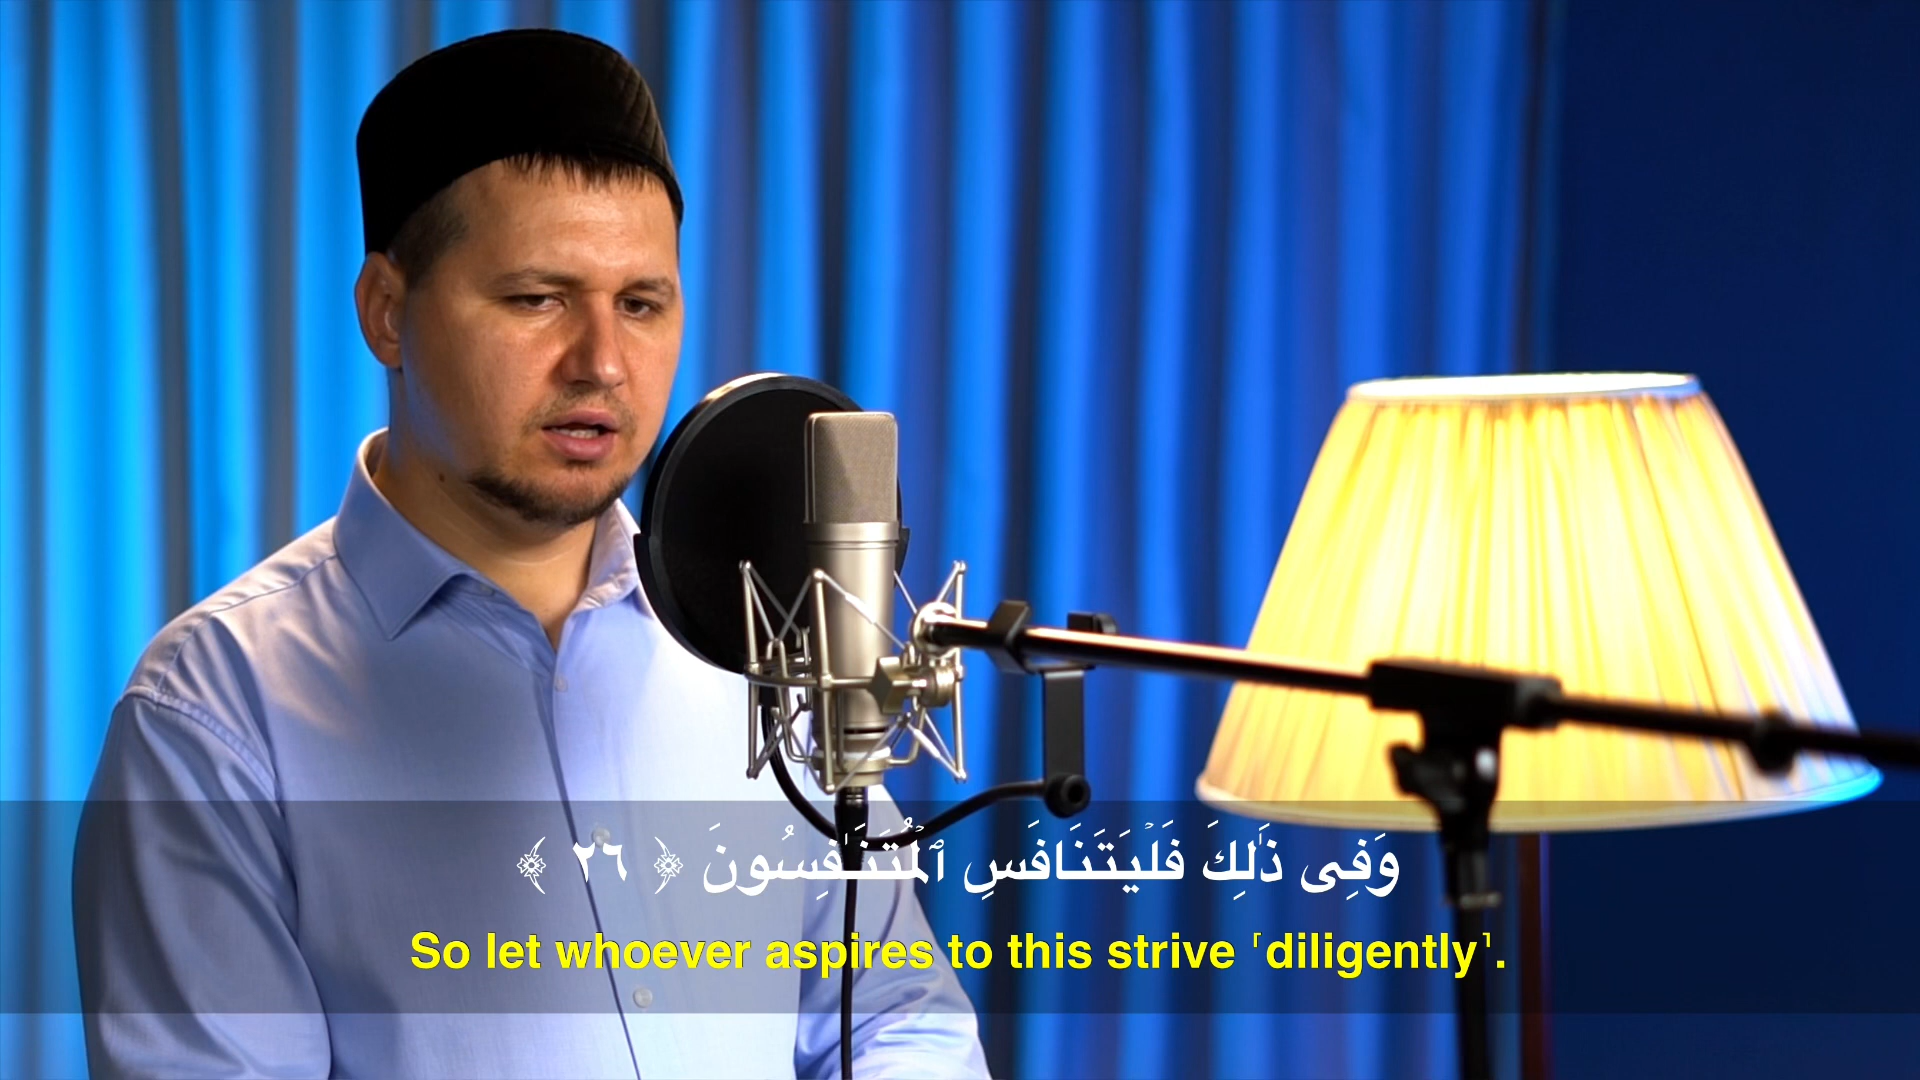 وَفِى ذَٰلِكَ فَلْيَتَنَافَسِ ٱلْمُتَنَـٰفِسُونَ ﴿ ٢٦ ﴾
So let whoever aspires to this strive ˹diligently˺.